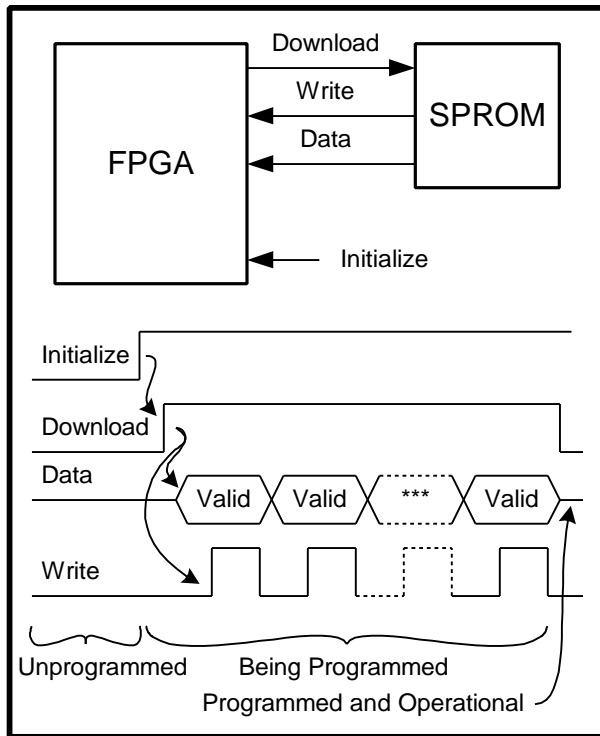 Download
Write
SPROM
Data
FPGA
Initialize
Initialize
Download
Data
Valid Valid *** Valid
Write
Unprogrammed Being Programmed
Programmed and Operational